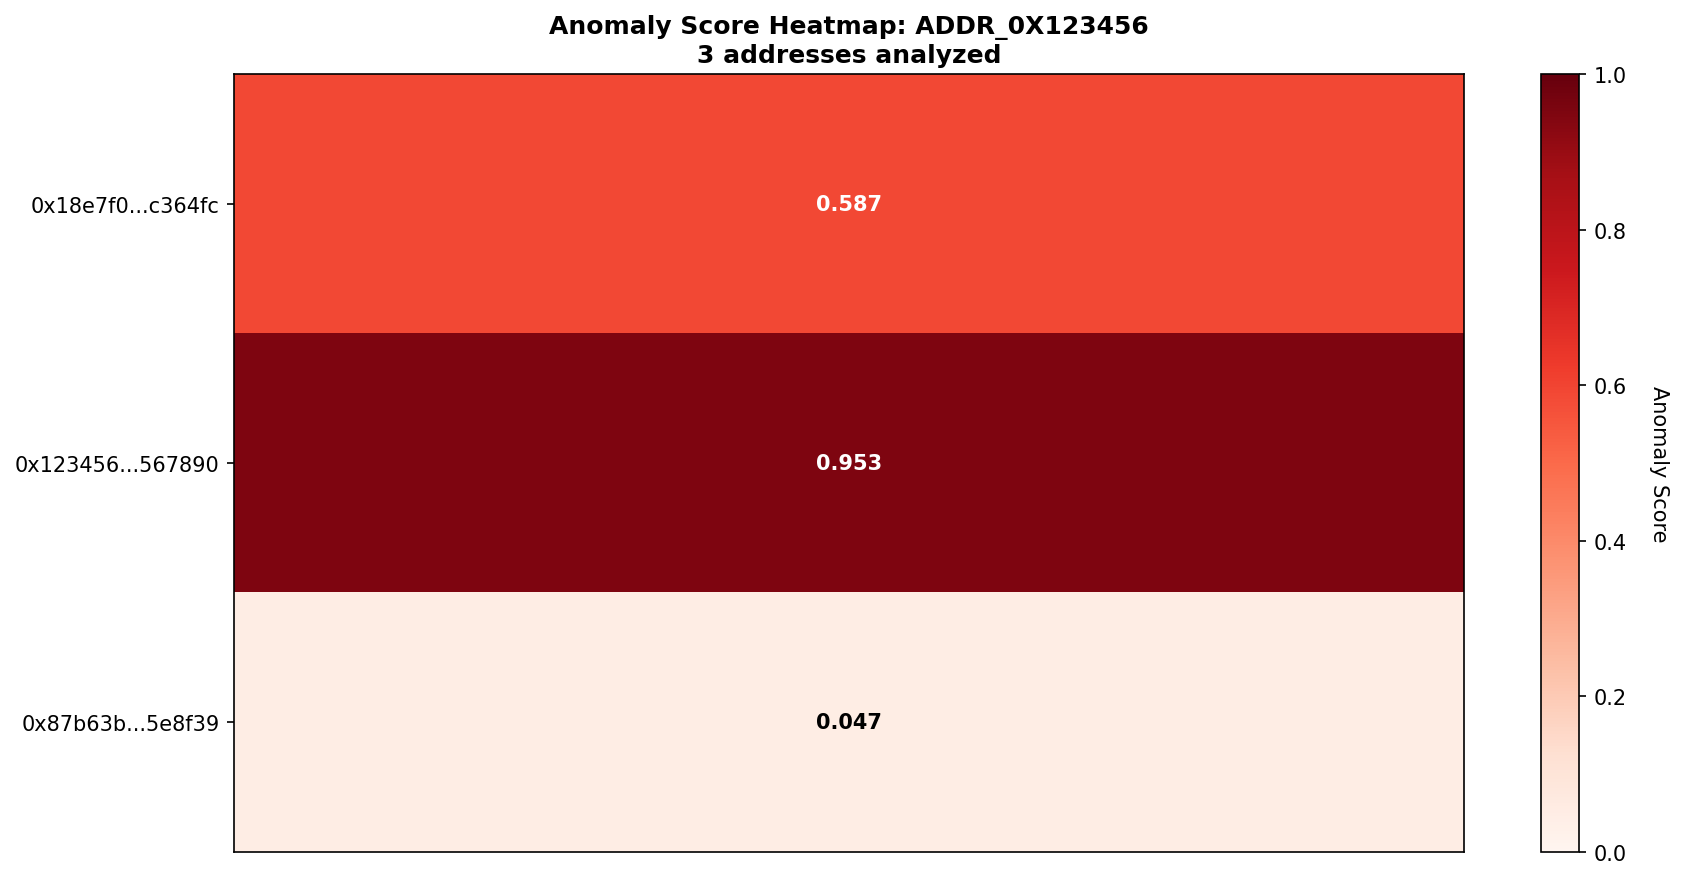 Anomaly Score Heatmap: ADDR_0X123456
3 addresses analyzed
0x18e7f0...c364fc
0.587
0x123456...567890
0.953
0x87b63b...5e8f39
0.047
1.0
0.8
0.6
0.4
0.2
0.0
Anomaly Score